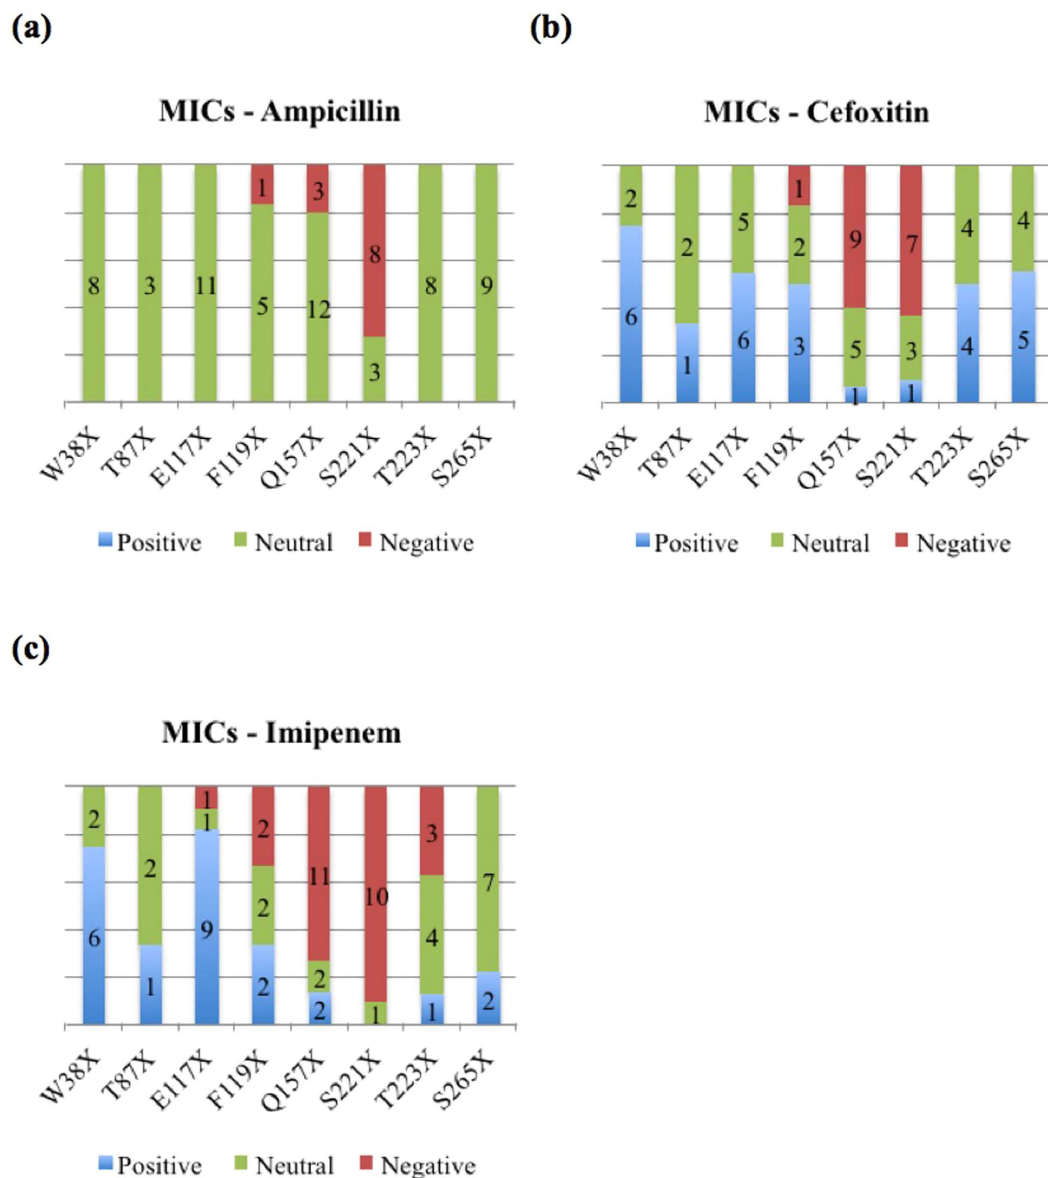 (a)
MICs - Ampicillin
1 3
8
8 3 11 5 12 8 9
3
W38X T87X E117X F119X Q157X S221X T223X S265X
Positive Neutral Negative
(b)
MICs - Cefoxitin
2 1
5 9 7 4 4
2 2
6 5 3
1 6 3 4 5
1 1
W38X T87X E117X F119X Q157X S221X T223X S265X
Positive Neutral Negative
(c)
MICs - Imipenem
1
2 1 2 3
2 11 10 7
6 9 2 4
1 2 2 1 2
2 1
W38X T87X E117X F119X Q157X S221X T223X S265X
Positive Neutral Negative